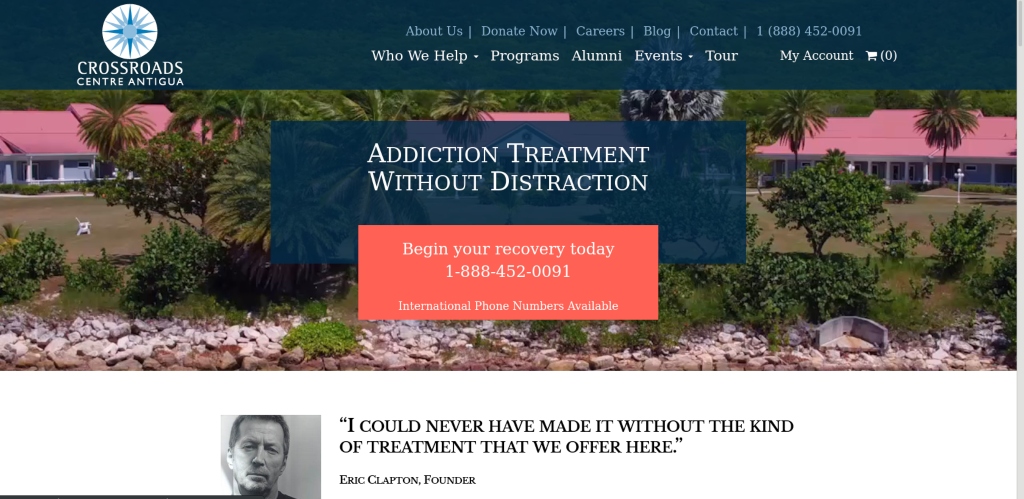 CROSSROADS
CENTRE ANTIGUA
About Us | Donate Now | Careers | Blog | Contact | 1 (888) 452-0091
Who We Help Programs Alumni Events Tour My Account (0)
ADDICTION TREATMENT
WITHOUT DISTRACTION
Begin your recovery today
1-888-452-0091
International Phone Numbers Available
“I COULD NEVER HAVE MADE IT WITHOUT THE KIND
OF TREATMENT THAT WE OFFER HERE.”
ERIC CLAPTON, FOUNDER